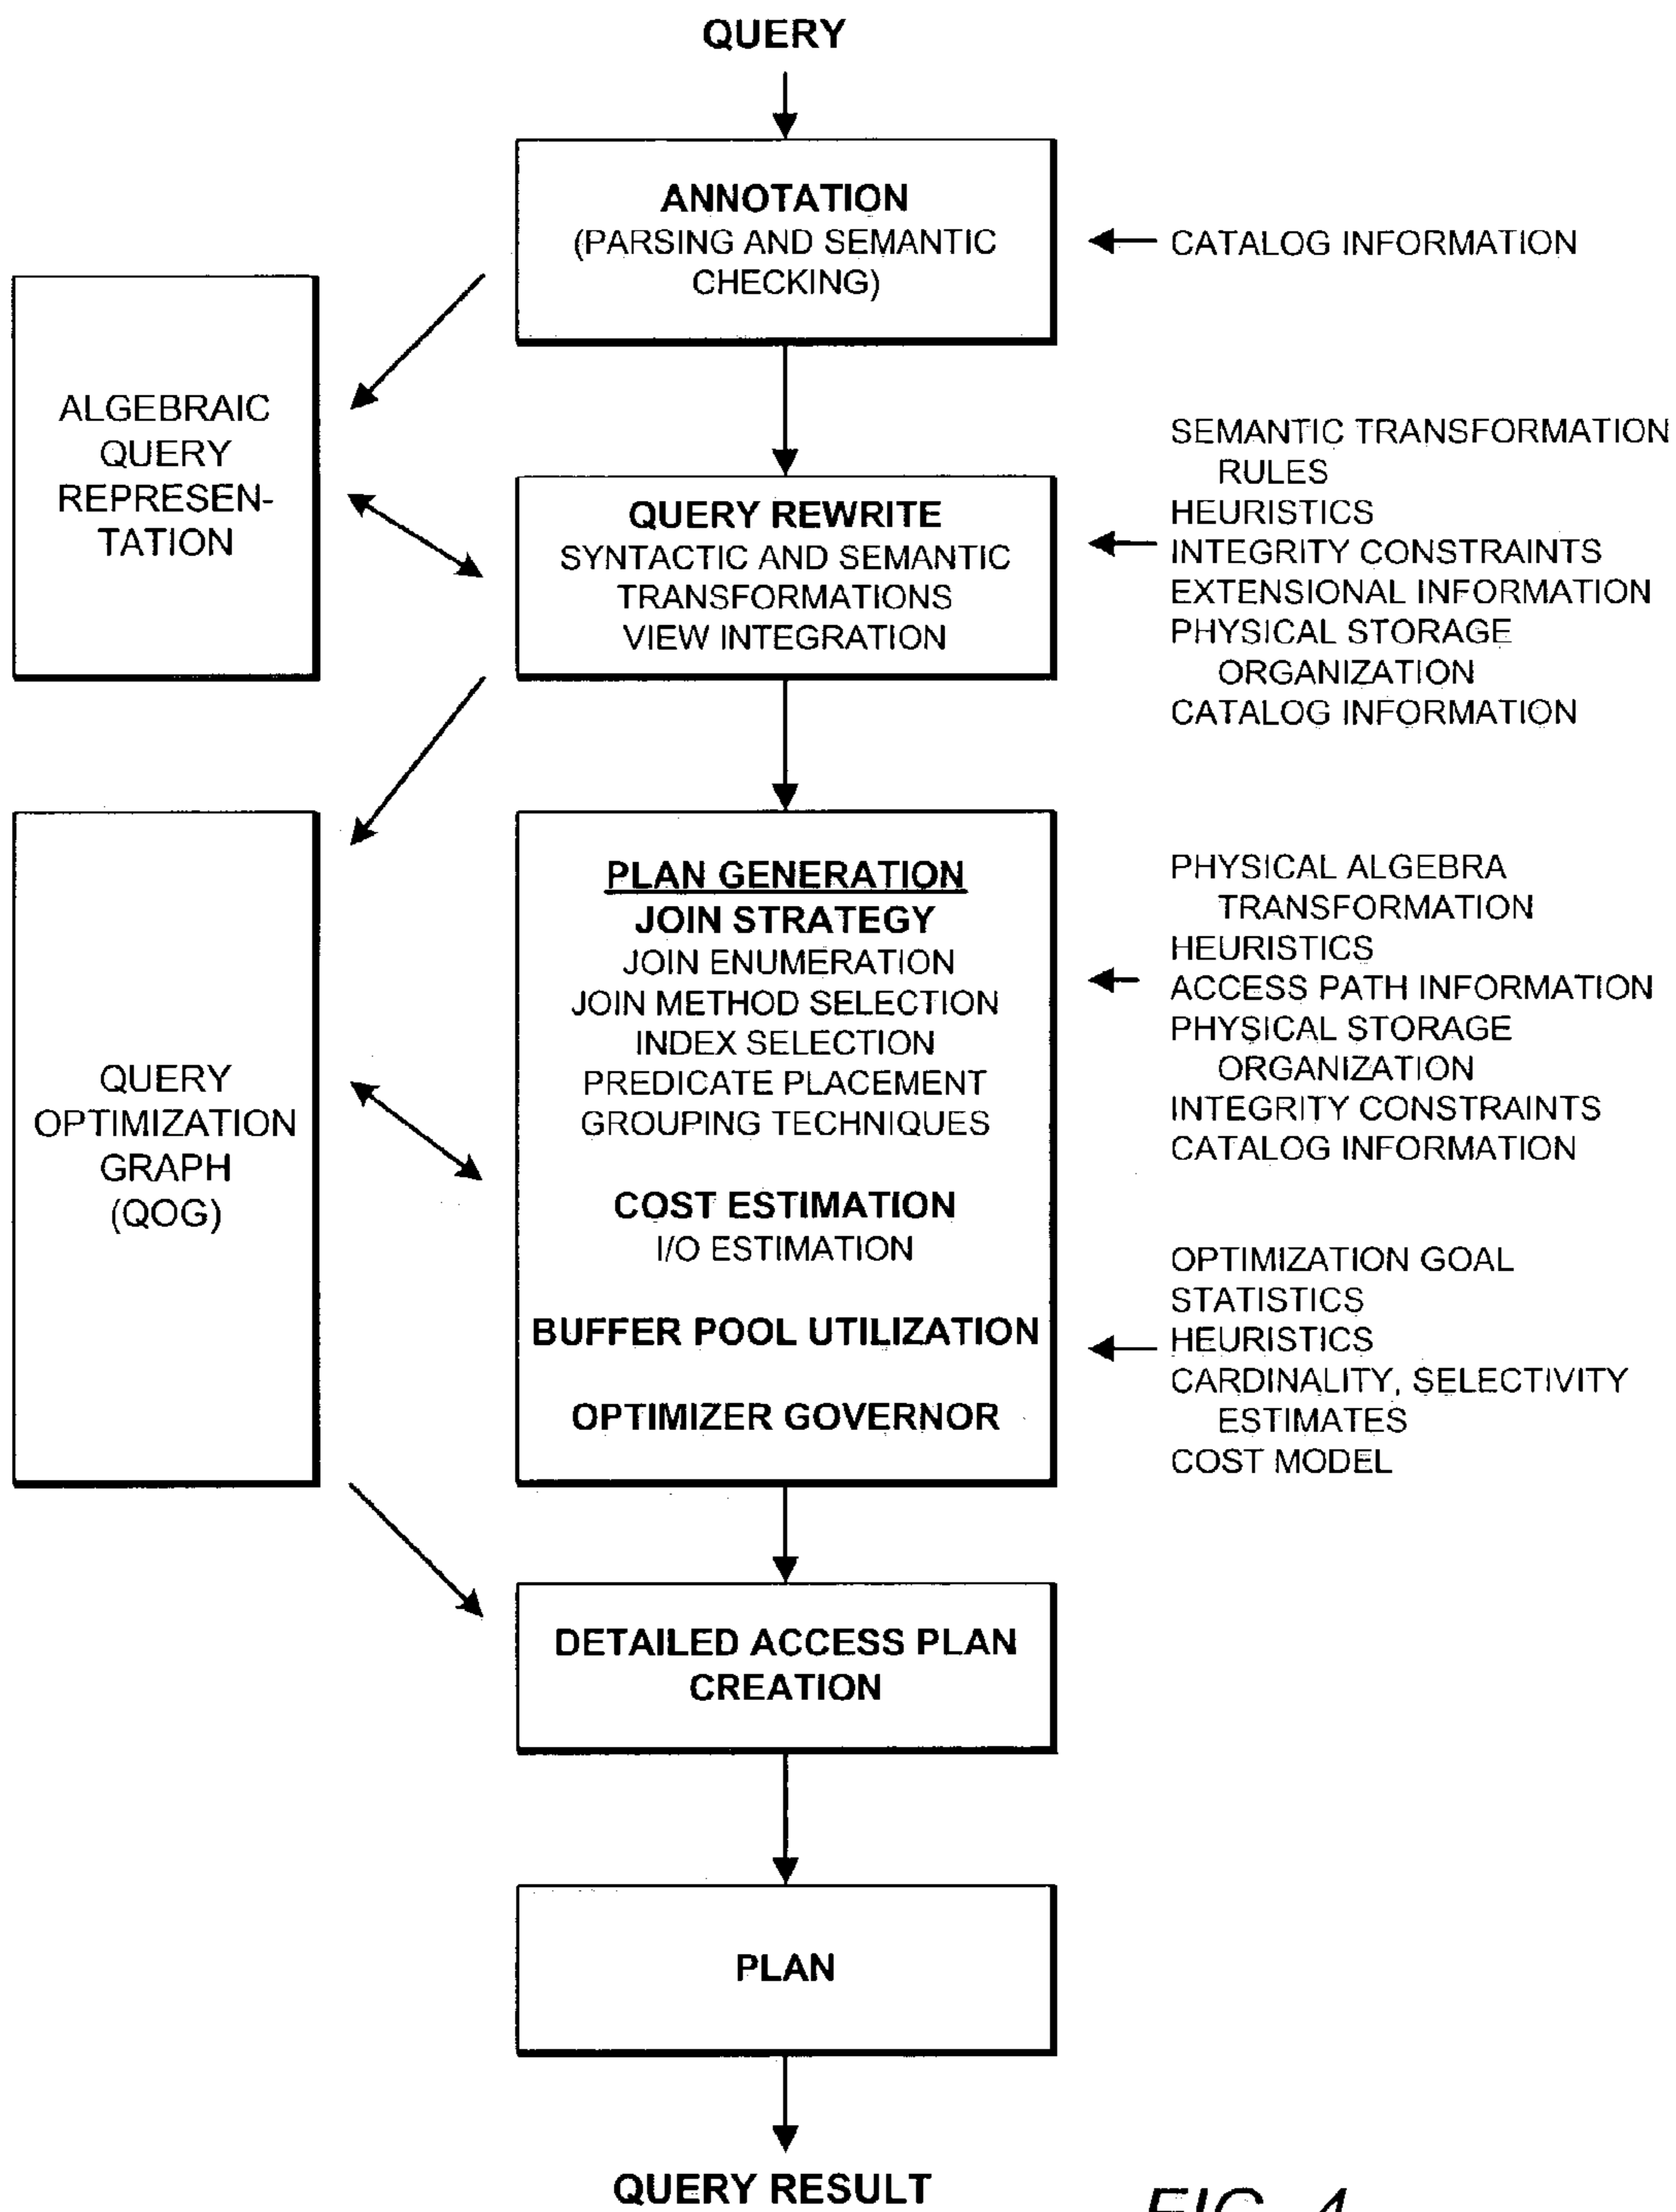 QUERY
ANNOTATION
(PARSING AND SEMANTIC
CHECKING)
CATALOG INFORMATION
ALGEBRAIC
QUERY
REPRESEN-
TATION
QUERY REWRITE
SYNTACTIC AND SEMANTIC
TRANSFORMATIONS
VIEW INTEGRATION
SEMANTIC TRANSFORMATION
RULES
HEURISTICS
INTEGRITY CONSTRAINTS
EXTENSIONAL INFORMATION
PHYSICAL STORAGE
ORGANIZATION
CATALOG INFORMATION
QUERY
OPTIMIZATION
GRAPH
(QOG)
PLAN GENERATION
JOIN STRATEGY
JOIN ENUMERATION
JOIN METHOD SELECTION
INDEX SELECTION
PREDICATE PLACEMENT
GROUPING TECHNIQUES
COST ESTIMATION
I/O ESTIMATION
BUFFER POOL UTILIZATION
OPTIMIZER GOVERNOR
PHYSICAL ALGEBRA
TRANSFORMATION
HEURISTICS
ACCESS PATH INFORMATION
PHYSICAL STORAGE
ORGANIZATION
INTEGRITY CONSTRAINTS
CATALOG INFORMATION
OPTIMIZATION GOAL
STATISTICS
HEURISTICS
CARDINALITY, SELECTIVITY
ESTIMATES
COST MODEL
DETAILED ACCESS PLAN
CREATION
PLAN
QUERY RESULT
FIG. 4